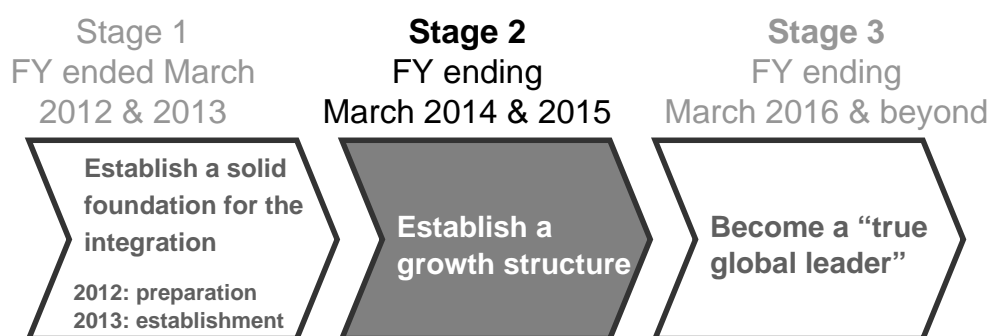 Stage 1
FY ended March
2012 & 2013
Stage 2
FY ending
March 2014 & 2015
Stage 3
FY ending
March 2016 & beyond
Establish a solid
foundation for the
integration
2012: preparation
2013: establishment
Establish a
growth structure
Become a “true
global leader”